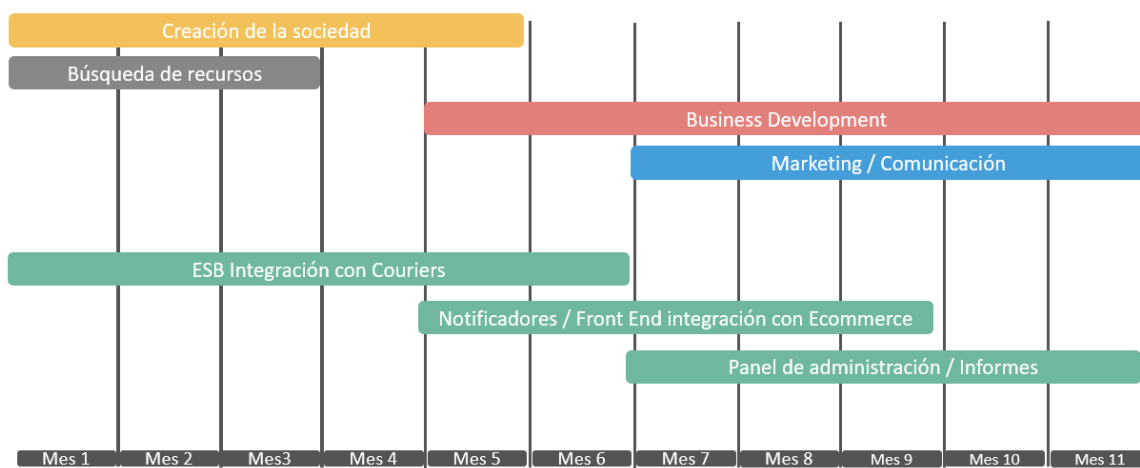 Creación de la sociedad
Búsqueda de recursos
Business Development
Marketing / Comunicación
ESB Integración con Couriers
Notificadores / Front End integración con Ecommerce
Panel de administración / Informes
Mes 1 Mes 2 Mes3 Mes 4 Mes 5 Mes 6 Mes 7 Mes 8 Mes 9 Mes 10 Mes 11